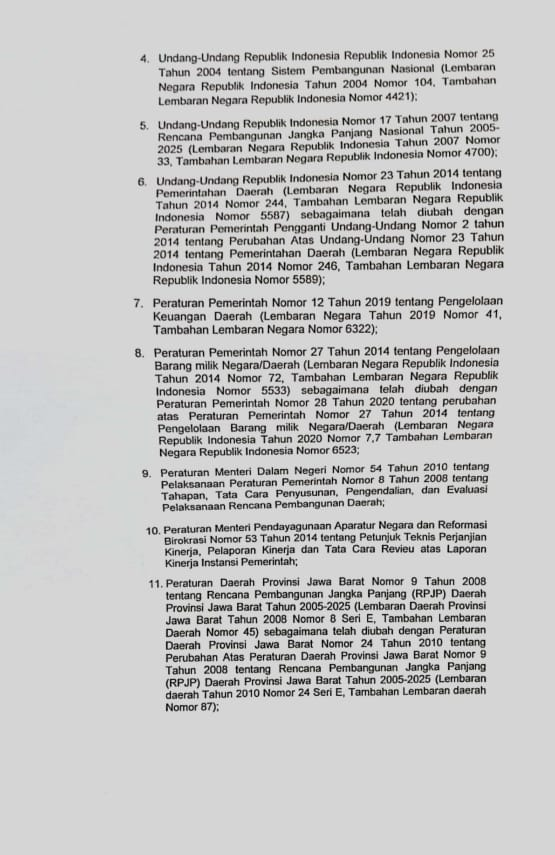 4. Undang-Undang Republik Indonesia Republik Indonesia Nomor 25
Tahun 2004 tentang Sistem Pembangunan Nasional (Lembaran
Negara Republik Indonesia Tahun 2004 Nomor 104, Tambahan
Lembaran Negara Republik Indonesia Nomor 4421);
5. Undang-Undang Republik Indonesia Nomor 17 Tahun 2007 tentang
Rencana Pembangunan Jangka Panjang Nasional Tahun 2005-
2025 (Lembaran Negara Republik Indonesia Tahun 2007 Nomor
33, Tambahan Lembaran Negara Republik Indonesia Nomor 4700);
6. Undang-Undang Republik Indonesia Nomor 23 Tahun 2014 tentang
Pemerintahan Daerah (Lembaran Negara Republik Indonesia
Tahun 2014 Nomor 244, Tambahan Lembaran Negara Republik
Indonesia Nomor 5587) sebagaimana telah diubah dengan
Peraturan Pemerintah Pengganti Undang-Undang Nomor 2 tahun
2014 tentang Perubahan Atas Undang-Undang Nomor 23 Tahun
2014 tentang Pemerintahan Daerah (Lembaran Negara Republik
Indonesia Tahun 2014 Nomor 246, Tambahan Lembaran Negara
Republik Indonesia Nomor 5589);
7. Peraturan Pemerintah Nomor 12 Tahun 2019 tentang Pengelolaan
Keuangan Daerah (Lembaran Negara Tahun 2019 Nomor 41,
Tambahan Lembaran Negara Nomor 6322);
8. Peraturan Pemerintah Nomor 27 Tahun 2014 tentang Pengelolaan
Barang milik Negara/Daerah (Lembaran Negara Republik Indonesia
Tahun 2014 Nomor 72, Tambahan Lembaran Negara Republik
Indonesia Nomor 5533) sebagaimana telah diubah dengan
Peraturan Pemerintah Nomor 28 Tahun 2020 tentang perubahan
atas Peraturan Pemerintah Nomor 27 Tahun 2014 tentang
Pengelolaan Barang milik Negara/Daerah (Lembaran Negara
Republik Indonesia Tahun 2020 Nomor 7,7 Tambahan Lembaran
Negara Republik Indonesia Nomor 6523;
9. Peraturan Menteri Dalam Negeri Nomor 54 Tahun 2010 tentang
Pelaksanaan Peraturan Pemerintah Nomor 8 Tahun 2008 tentang
Tahapan, Tata Cara Penyusunan, Pengendalian, dan Evaluasi
Pelaksanaan Rencana Pembangunan Daerah;
10. Peraturan Menteri Pendayagunaan Aparatur Negara dan Reformasi
Birokrasi Nomor 53 Tahun 2014 tentang Petunjuk Teknis Perjanjian
Kinerja, Pelaporan Kinerja dan Tata Cara Revieu atas Laporan
Kinerja Instansi Pemerintah;
11. Peraturan Daerah Provinsi Jawa Barat Nomor 9 Tahun 2008
tentang Rencana Pembangunan Jangka Panjang (RPJP) Daerah
Provinsi Jawa Barat Tahun 2005-2025 (Lembaran Daerah Provinsi
Jawa Barat Tahun 2008 Nomor 8 Seri E, Tambahan Lembaran
Daerah Nomor 45) sebagaimana telah diubah dengan Peraturan
Daerah Provinsi Jawa Barat Nomor 24 Tahun 2010 tentang
Perubahan Atas Peraturan Daerah Provinsi Jawa Barat Nomor 9
Tahun 2008 tentang Rencana Pembangunan Jangka Panjang
(RPJP) Daerah Provinsi Jawa Barat Tahun 2005-2025 (Lembaran
daerah Tahun 2010 Nomor 24 Seri E, Tambahan Lembaran daerah
Nomor 87);